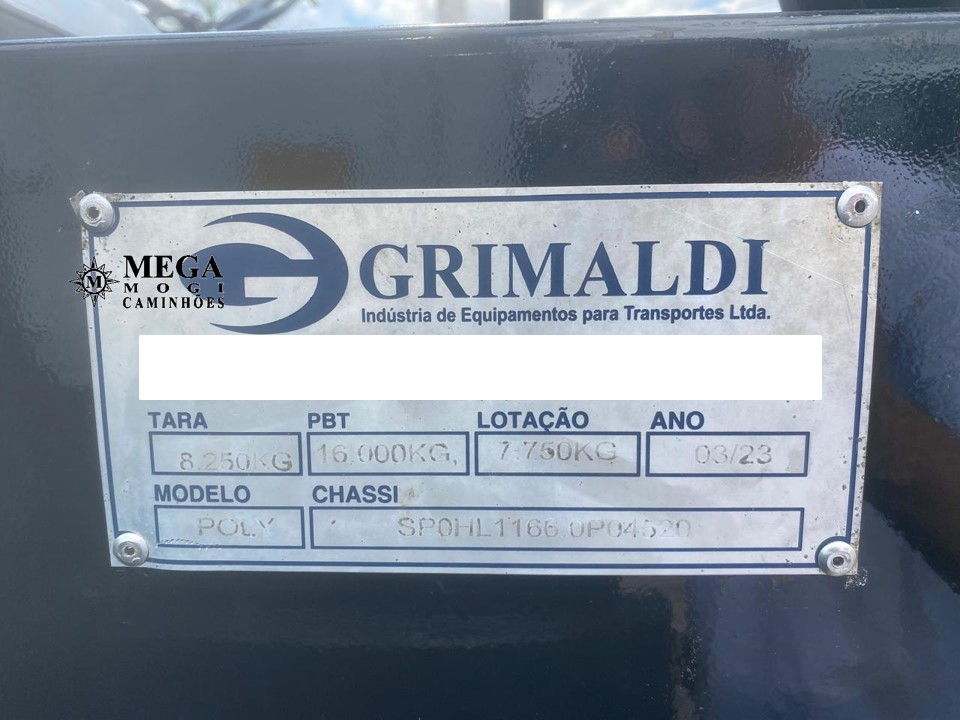 GRIMALDI
Indústria de Equipamentos para Transportes Ltda.
MEGA
MOGI
CAMINHÕES
M
TARA PBT LOTAÇÃO ANO
8.250KG 16.000KG, 7.750KG 03/23
MODELO CHASSI
POLY SP0HL1166.0P04520